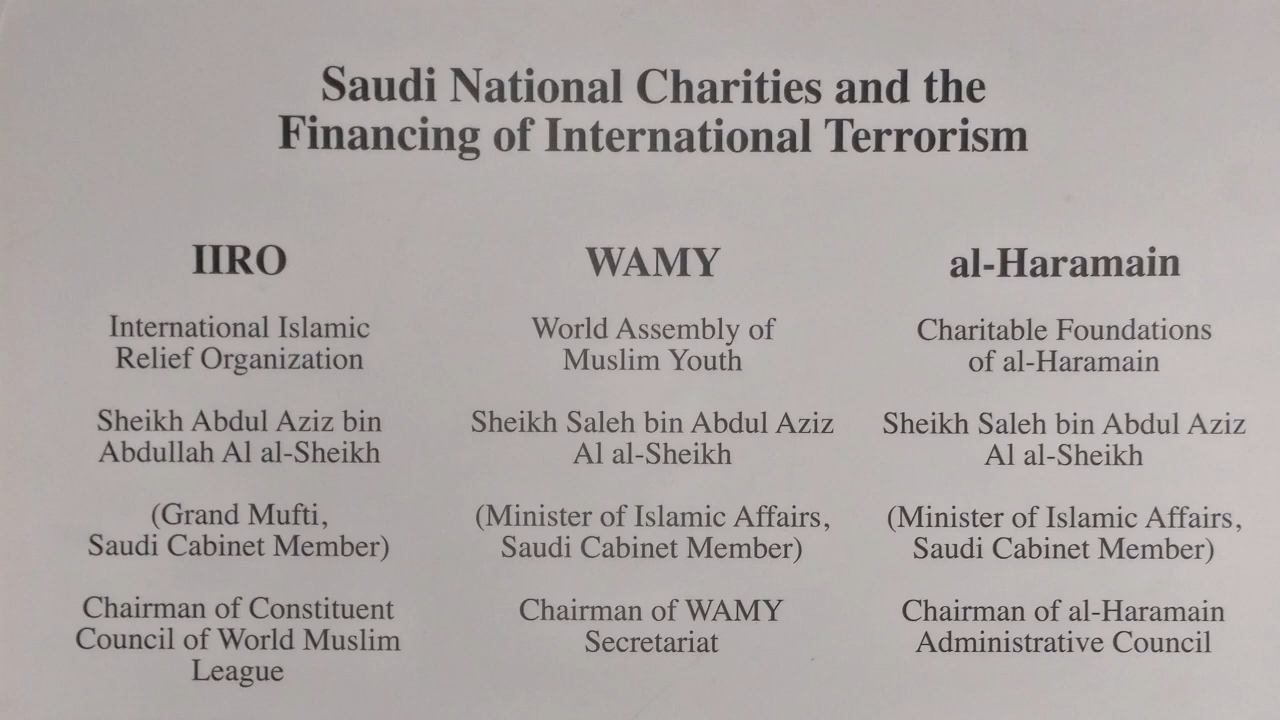 Saudi National Charities and the
Financing of International Terrorism
IIRO
International Islamic
Relief Organization
Sheikh Abdul Aziz bin
Abdullah Al al-Sheikh
(Grand Mufti,
Saudi Cabinet Member)
Chairman of Constituent
Council of World Muslim
League
WAMY
World Assembly of
Muslim Youth
Sheikh Saleh bin Abdul Aziz
Al al-Sheikh
(Minister of Islamic Affairs,
Saudi Cabinet Member)
Chairman of WAMY
Secretariat
al-Haramain
Charitable Foundations
of al-Haramain
Sheikh Saleh bin Abdul Aziz
Al al-Sheikh
(Minister of Islamic Affairs,
Saudi Cabinet Member)
Chairman of al-Haramain
Administrative Council